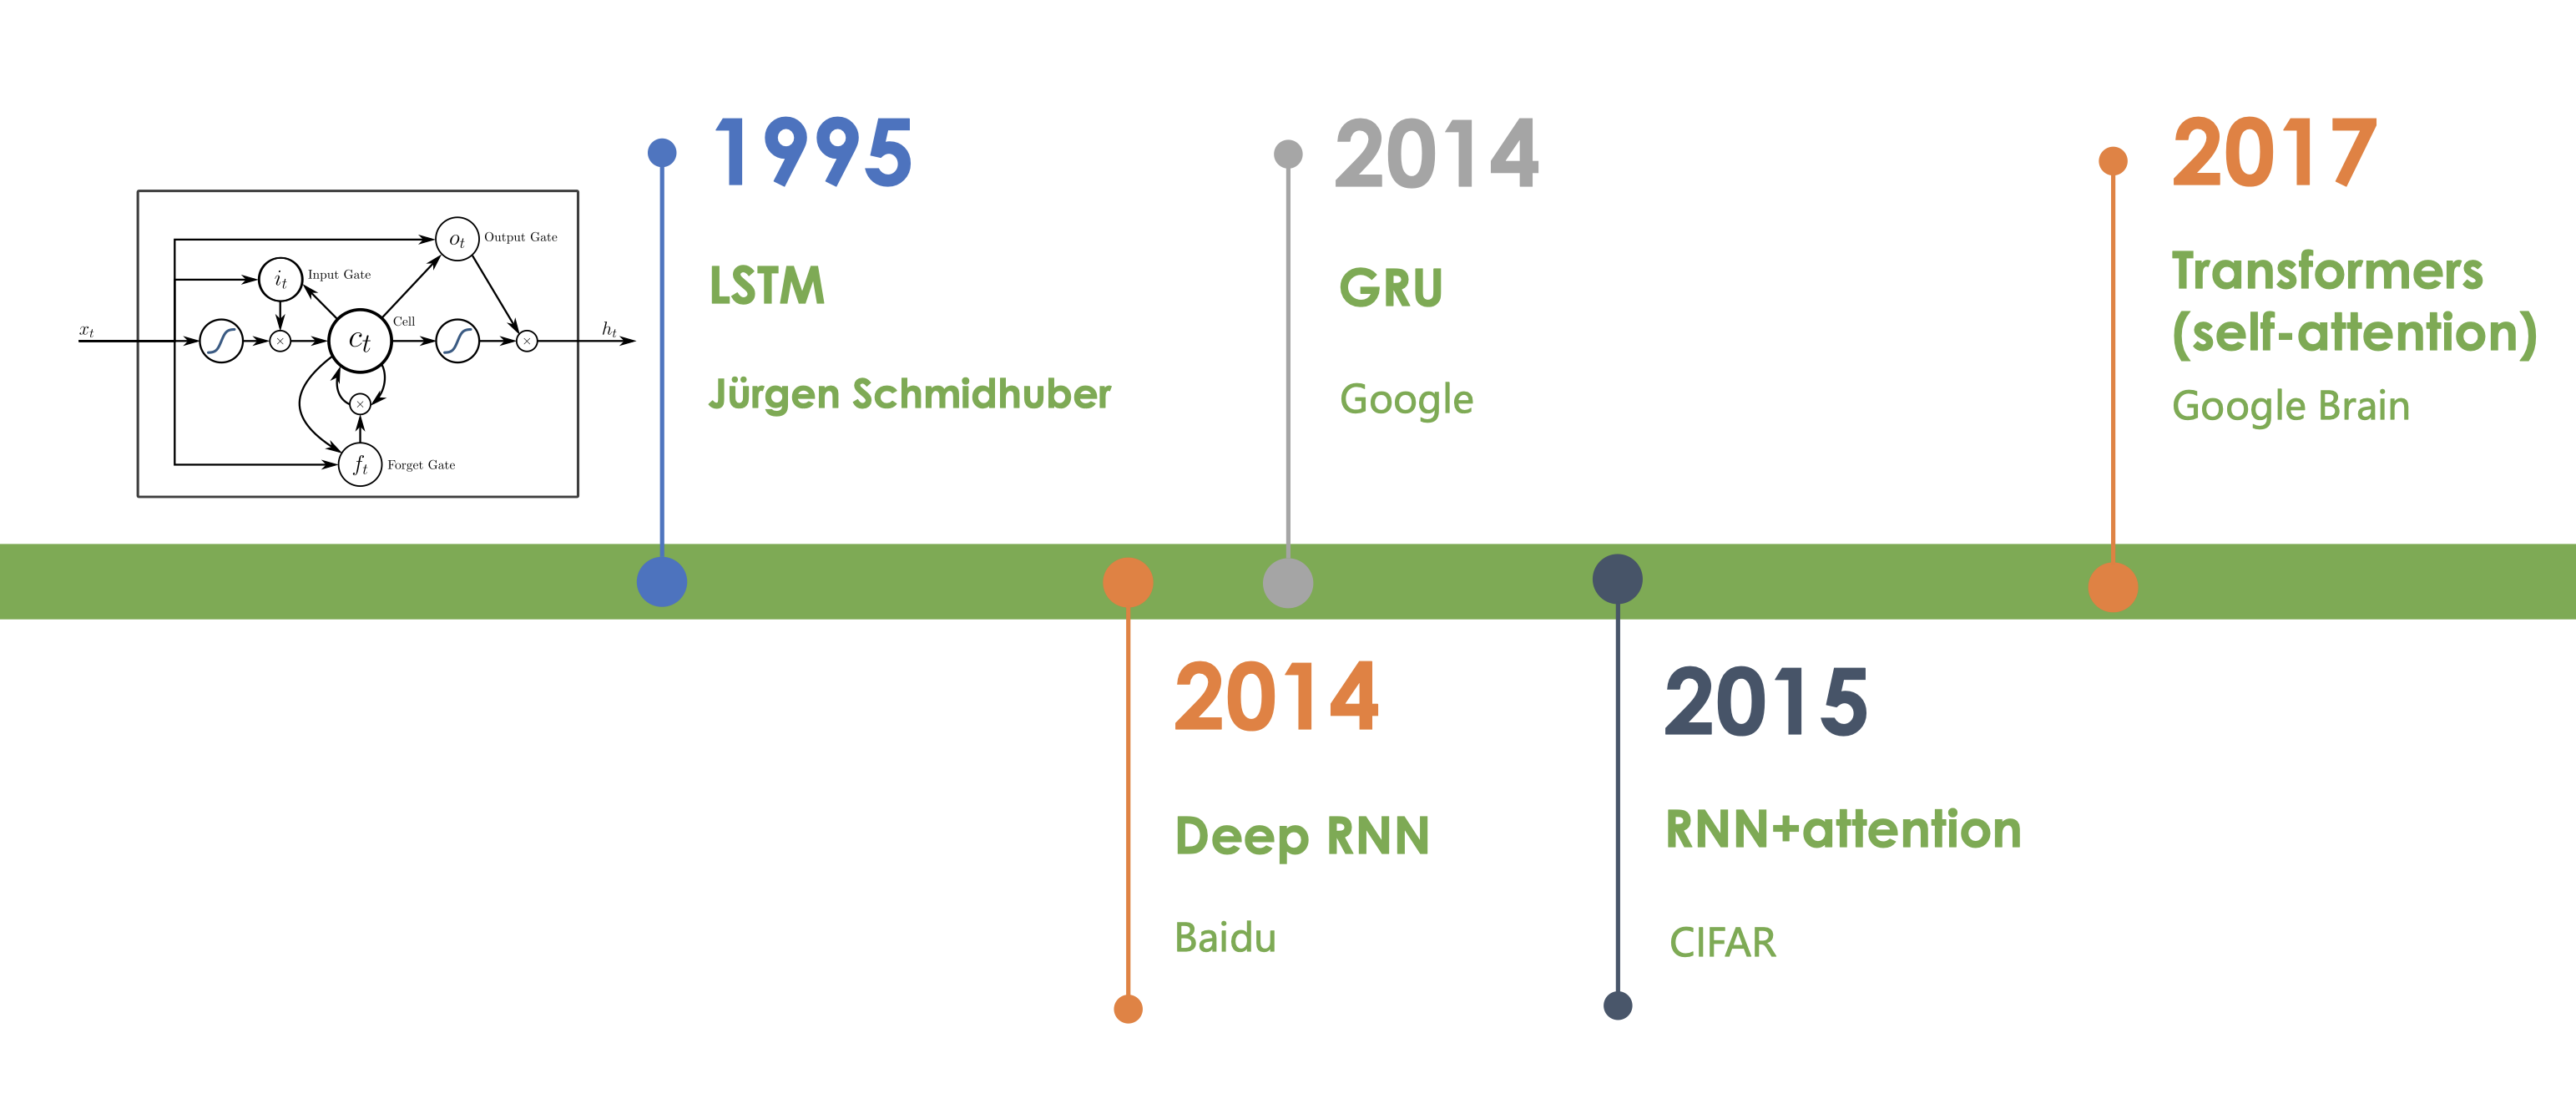 1995
LSTM
Jürgen Schmidhuber
2014
GRU
Google
2017
Transformers
(self-attention)
Google Brain
o_t
Output Gate
i_t
Input Gate
Cell
x_t
c_t
h_t
×
×
×
f_t
Forget Gate
2014
Deep RNN
Baidu
2015
RNN+attention
CIFAR